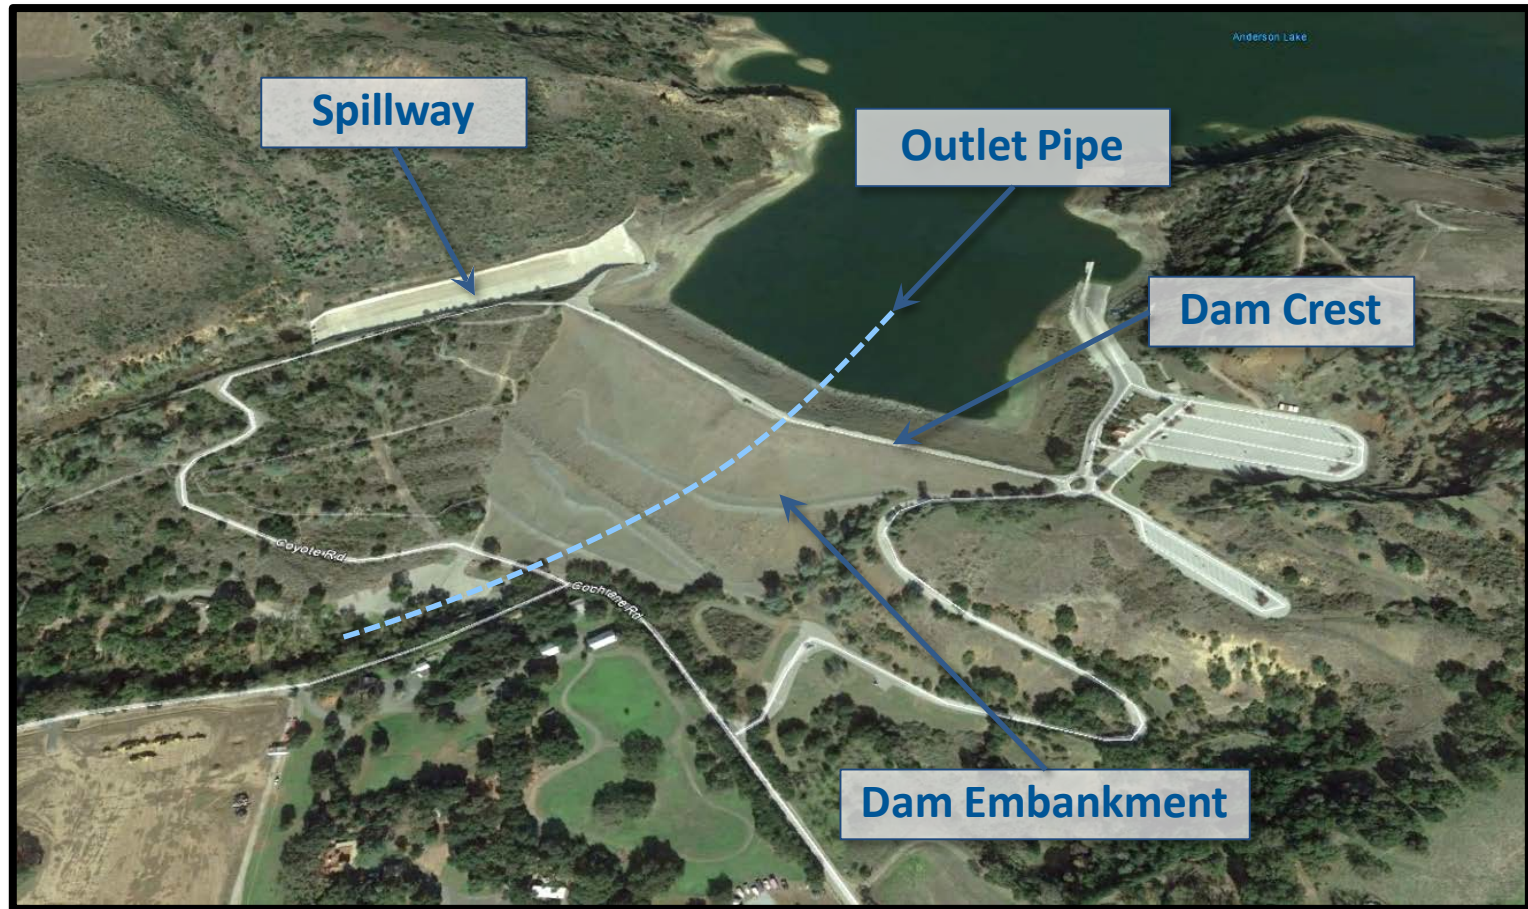 Anderson Lake
Spillway
Outlet Pipe
Dam Crest
Coyote Rd
Cochrane Rd
Dam Embankment